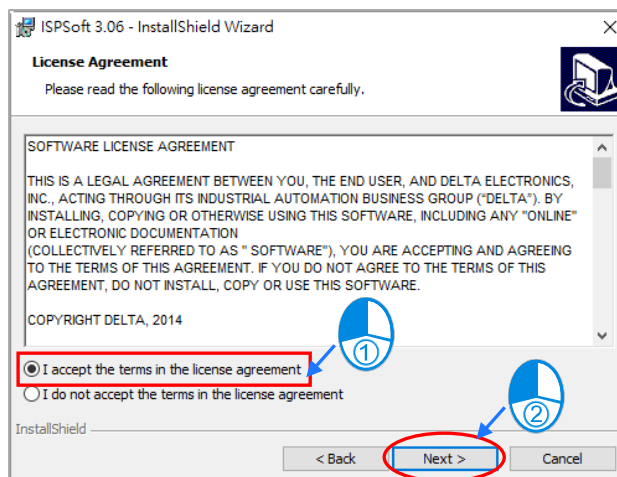 ISPSoft 3.06 - InstallShield Wizard
License Agreement
Please read the following license agreement carefully.
SOFTWARE LICENSE AGREEMENT
THIS IS A LEGAL AGREEMENT BETWEEN YOU, THE END USER, AND DELTA ELECTRONICS,
INC., ACTING THROUGH ITS INDUSTRIAL AUTOMATION BUSINESS GROUP ("DELTA"). BY
INSTALLING, COPYING OR OTHERWISE USING THIS SOFTWARE, INCLUDING ANY "ONLINE"
OR ELECTRONIC DOCUMENTATION
(COLLECTIVELY REFERRED TO AS " SOFTWARE"), YOU ARE ACCEPTING AND AGREEING
TO THE TERMS OF THIS AGREEMENT. IF YOU DO NOT AGREE TO THE TERMS OF THIS
AGREEMENT, DO NOT INSTALL, COPY OR USE THIS SOFTWARE.
COPYRIGHT DELTA, 2014
①
I accept the terms in the license agreement
I do not accept the terms in the license agreement
②
InstallShield
< Back
Next >
Cancel